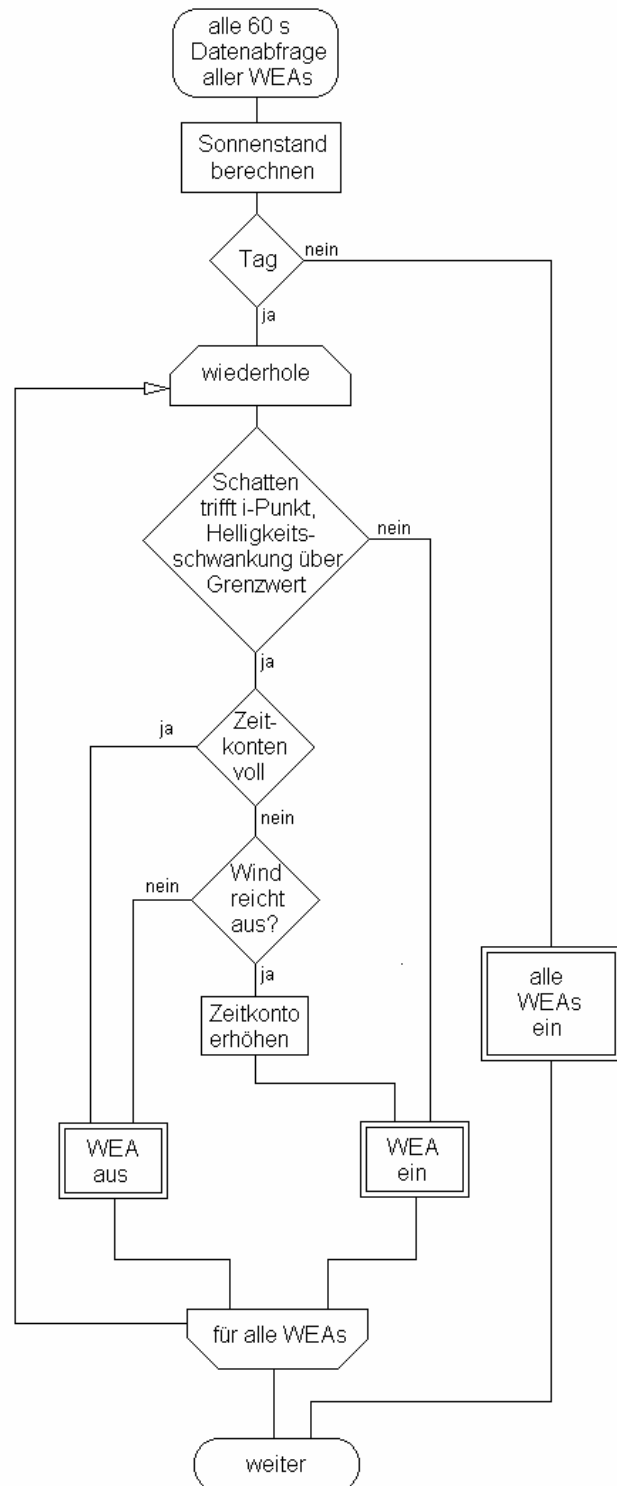 alle 60 s
Datenabfrage
aller WEAs
Sonnenstand
berechnen
Tag
nein
ja
wiederhole
Schatten
trifft i-Punkt,
Helligkeits-
schwankung über
Grenzwert
nein
ja
Zeit-
konten
voll
ja
nein
Wind
reicht
aus?
nein
ja
Zeitkonto
erhöhen
alle
WEAs
ein
WEA
aus
WEA
ein
für alle WEAs
weiter